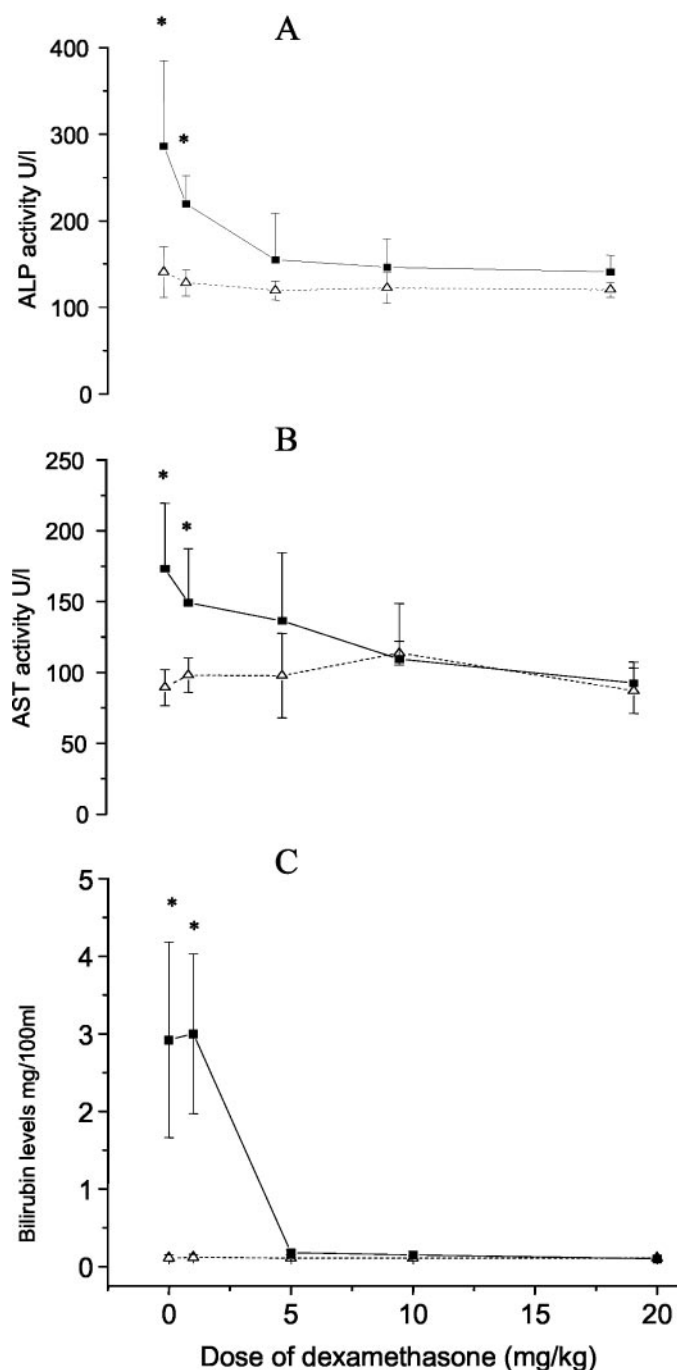 A
*
*
400
300
200
100
0
ALP activity U/l
B
*
*
250
200
150
100
50
0
AST activity U/l
C
*
*
5
4
3
2
1
0
Bilirubin levels mg/100ml
0 5 10 15 20
Dose of dexamethasone (mg/kg)